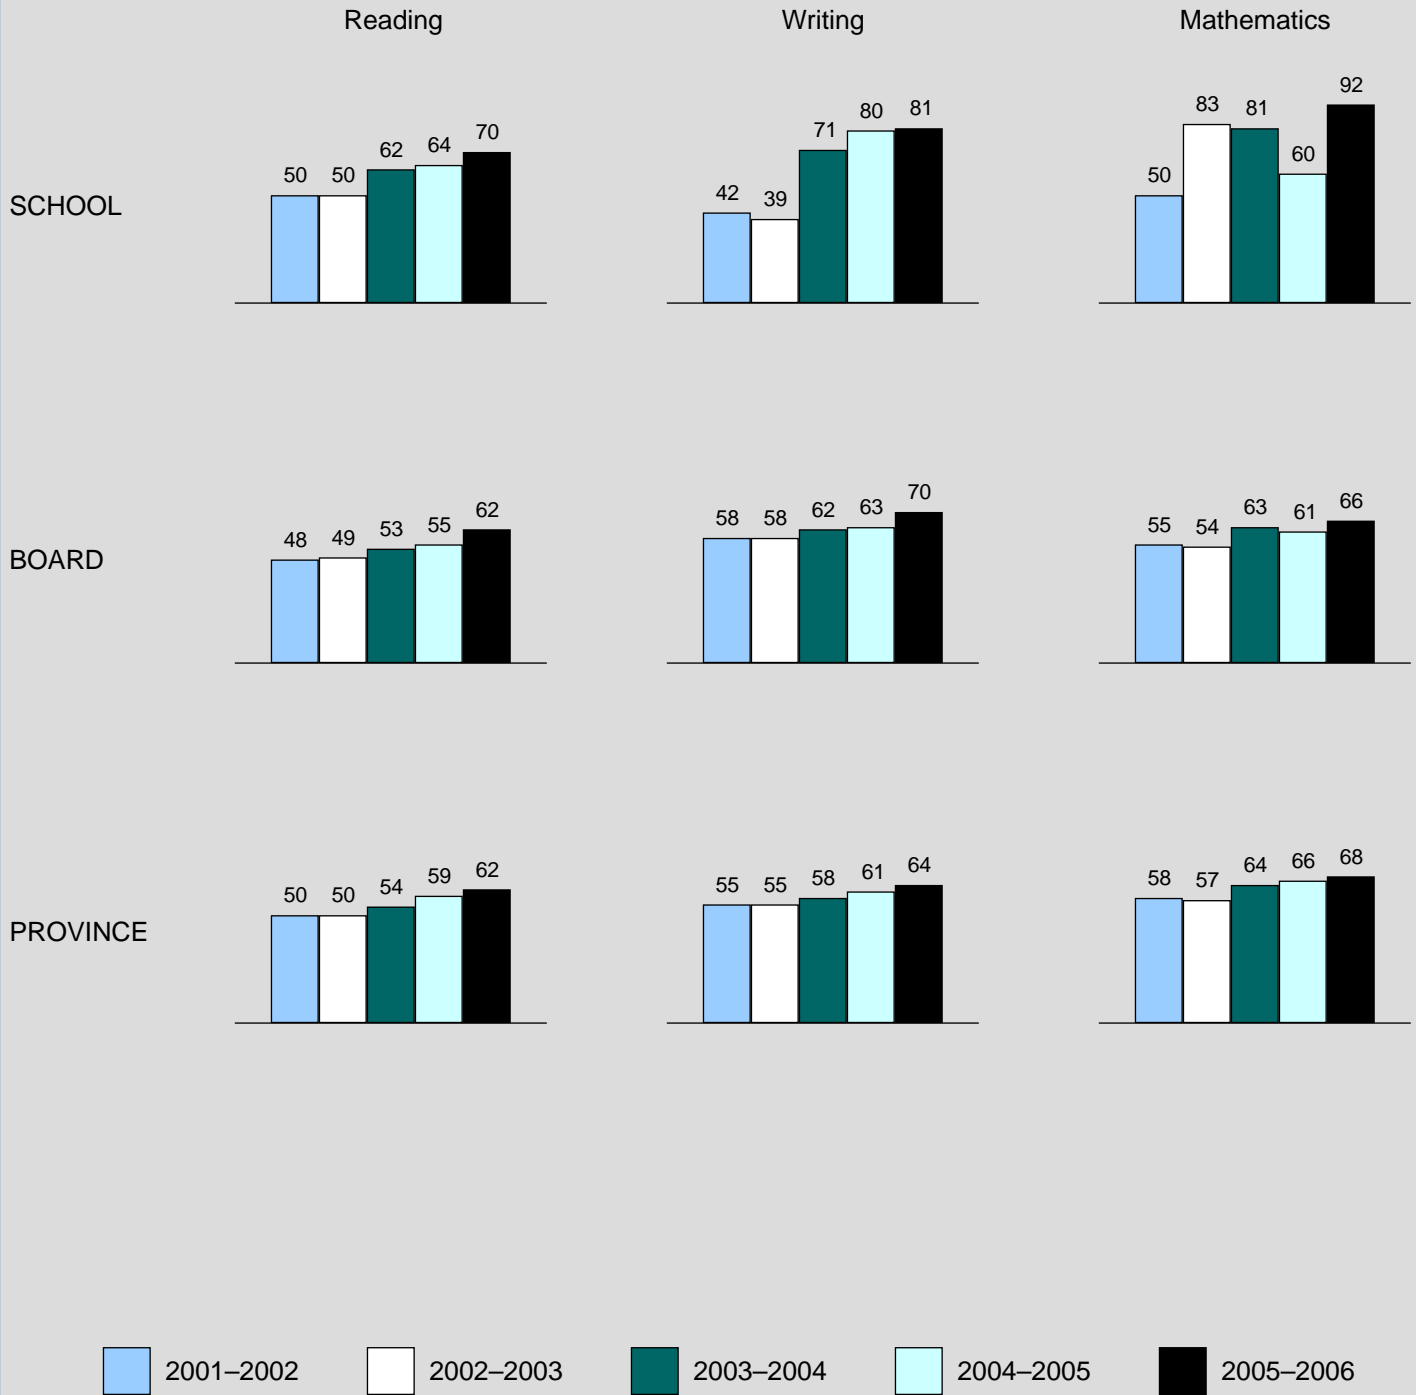 Reading Writing Mathematics
SCHOOL
50 50 62 64 70
42 39 71 80 81
50 83 81 60 92
BOARD
48 49 53 55 62
58 58 62 63 70
55 54 63 61 66
PROVINCE
50 50 54 59 62
55 55 58 61 64
58 57 64 66 68
2001–2002 2002–2003 2003–2004 2004–2005 2005–2006